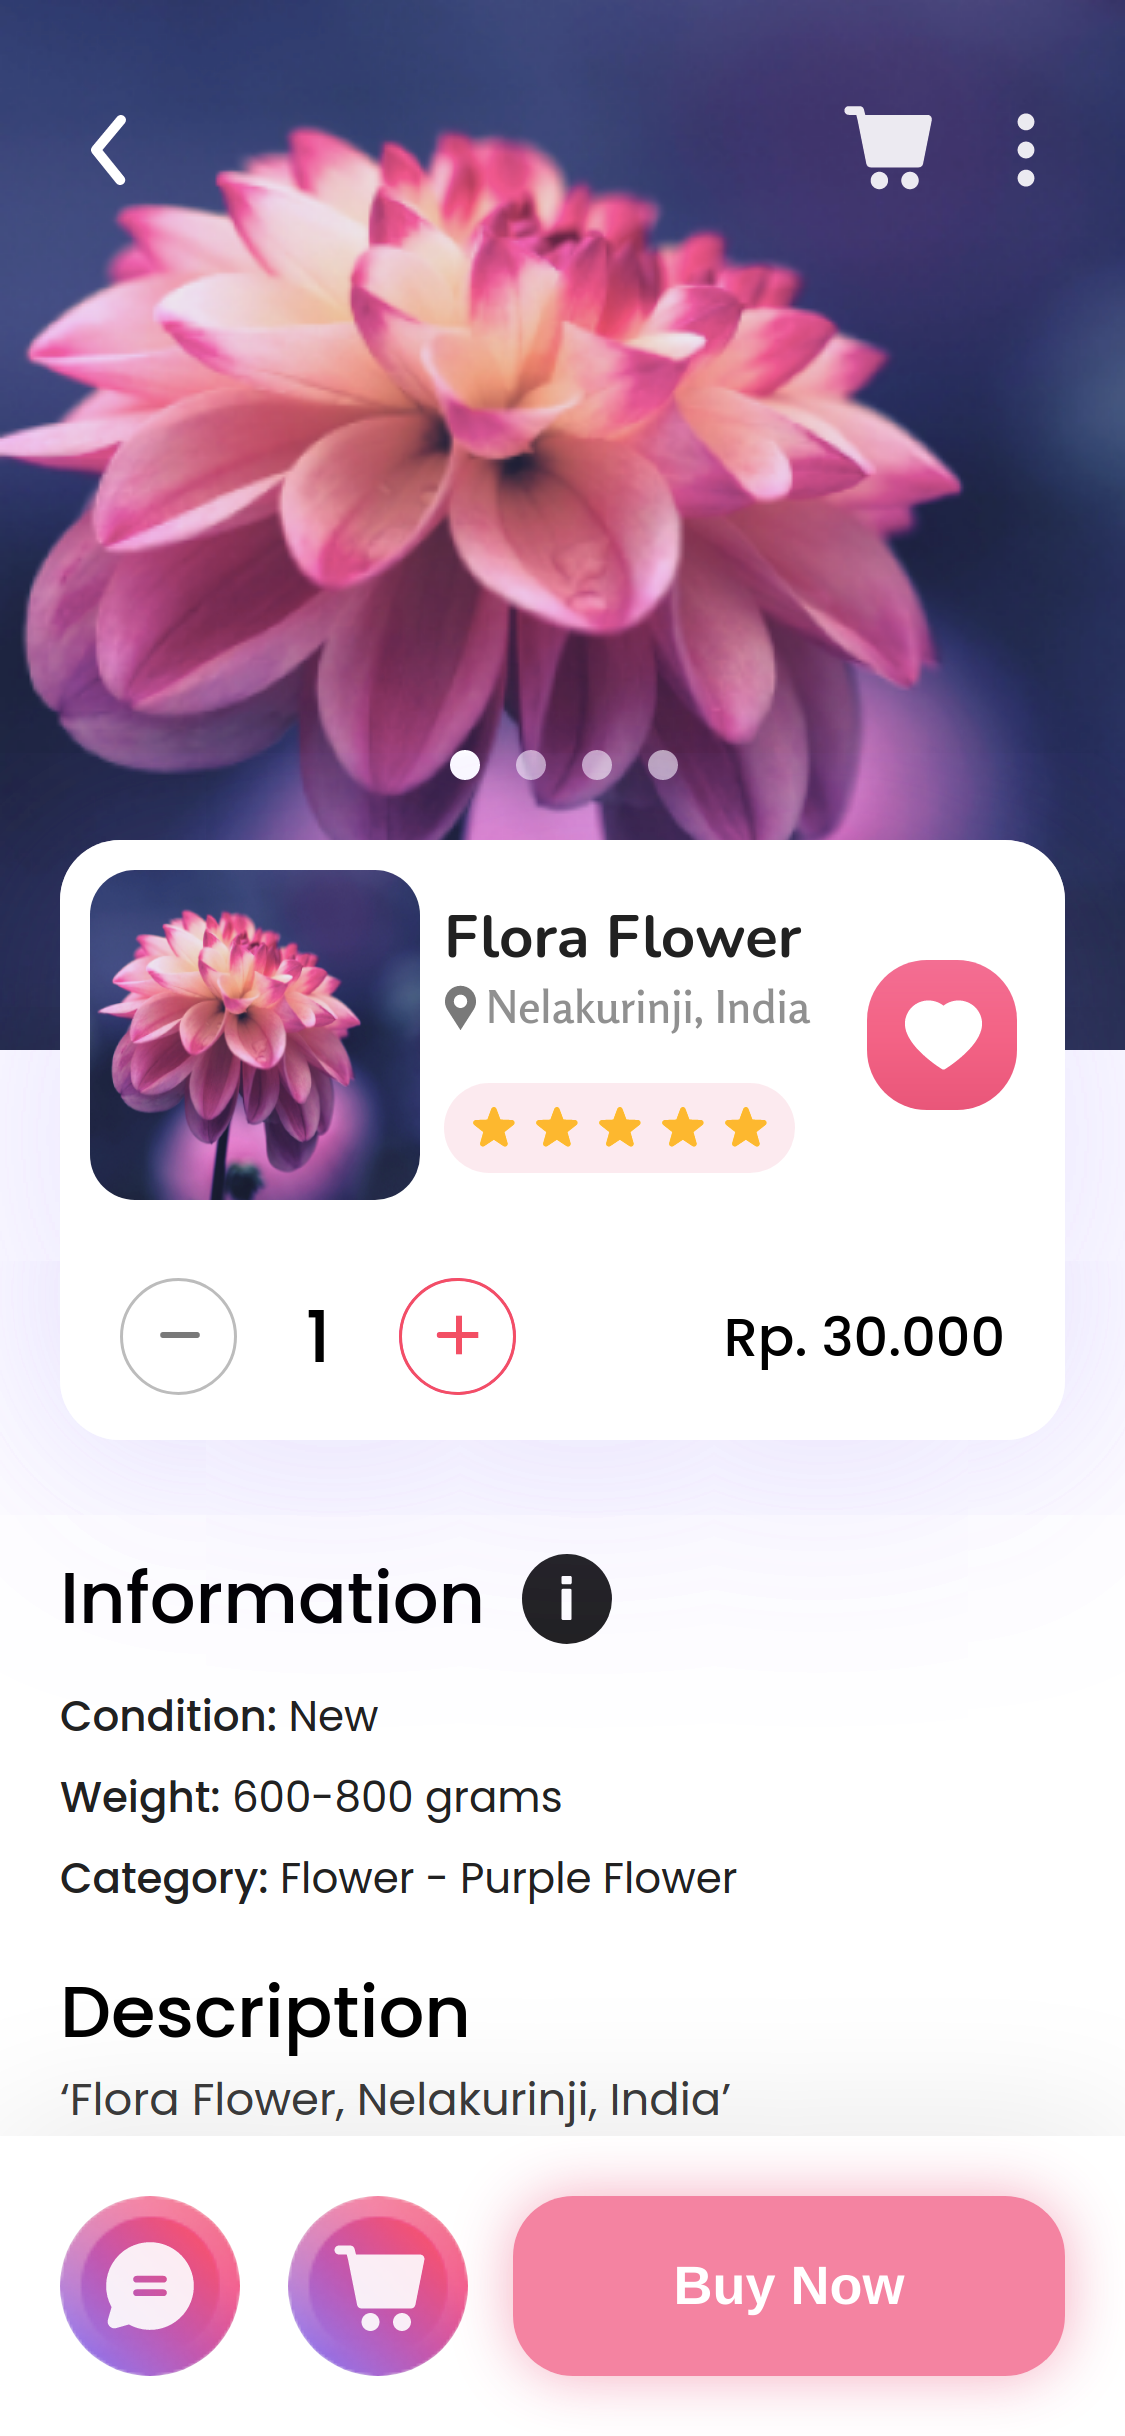 Flora Flower
Nelakurinji, India
1
Rp. 30.000
Information
Condition: New
Weight: 600-800 grams
Category: Flower - Purple Flower
Description
‘Flora Flower, Nelakurinji, India’
Buy Now